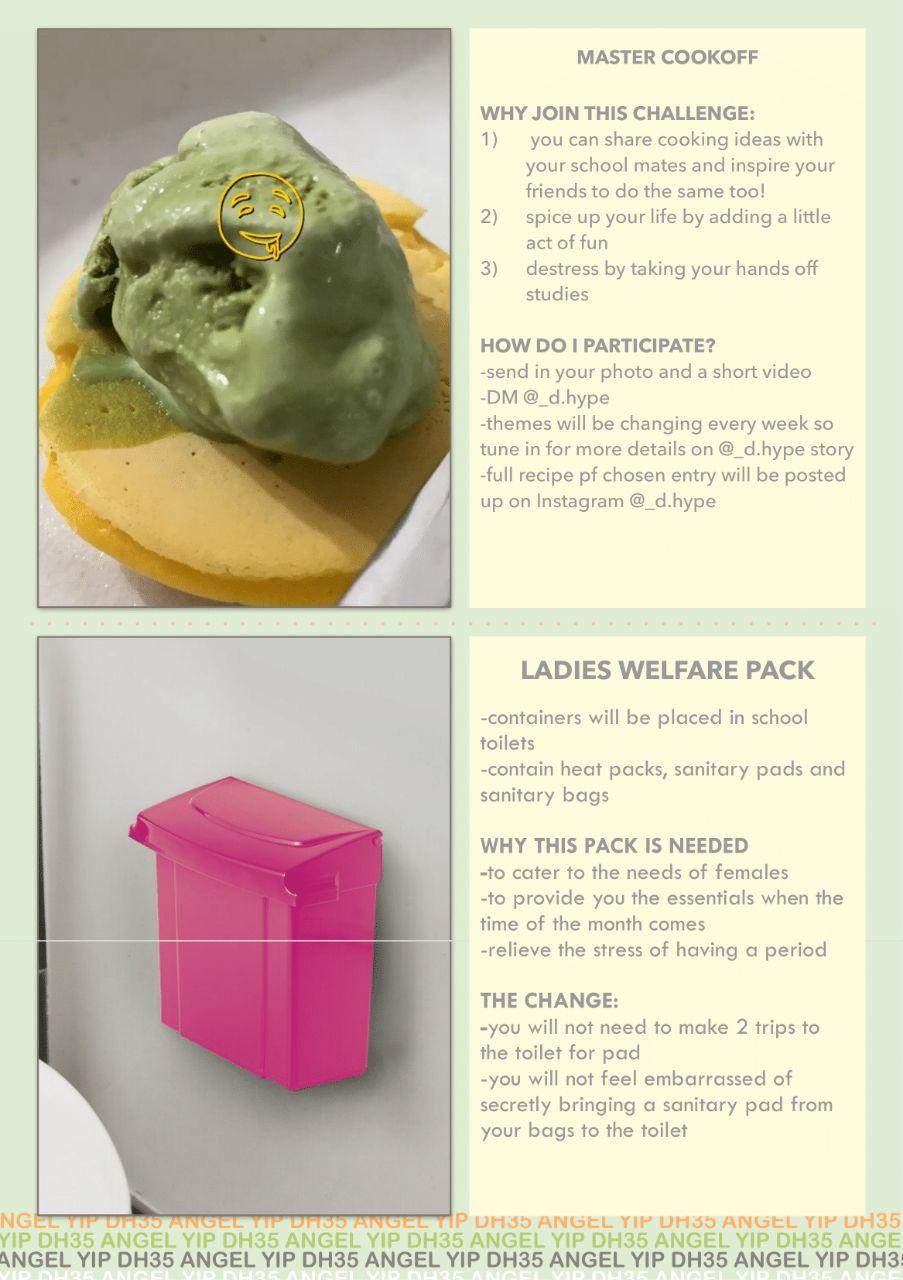 MASTER COOKOFF
WHY JOIN THIS CHALLENGE:
1) you can share cooking ideas with
your school mates and inspire your
friends to do the same too!
2) spice up your life by adding a little
act of fun
3) destress by taking your hands off
studies
HOW DO I PARTICIPATE?
-send in your photo and a short video
-DM @_d.hype
-themes will be changing every week so
tune in for more details on @_d.hype story
-full recipe pf chosen entry will be posted
up on Instagram @_d.hype
LADIES WELFARE PACK
-containers will be placed in school
toilets
-contain heat packs, sanitary pads and
sanitary bags
WHY THIS PACK IS NEEDED
-to cater to the needs of females
-to provide you the essentials when the
time of the month comes
-relieve the stress of having a period
THE CHANGE:
-you will not need to make 2 trips to
the toilet for pad
-you will not feel embarrassed of
secretly bringing a sanitary pad from
your bags to the toilet
NGEL YIP DH35 ANGEL YIP DH35 ANGEL YIP DH35 ANGEL YIP DH35 ANGEL YIP DH35
YIP DH35 ANGEL YIP DH35 ANGEL YIP DH35 ANGEL YIP DH35 ANGEL YIP DH35 ANGE
ANGEL YIP DH35 ANGEL YIP DH35 ANGEL YIP DH35 ANGEL YIP DH35 ANGEL YIP DH35